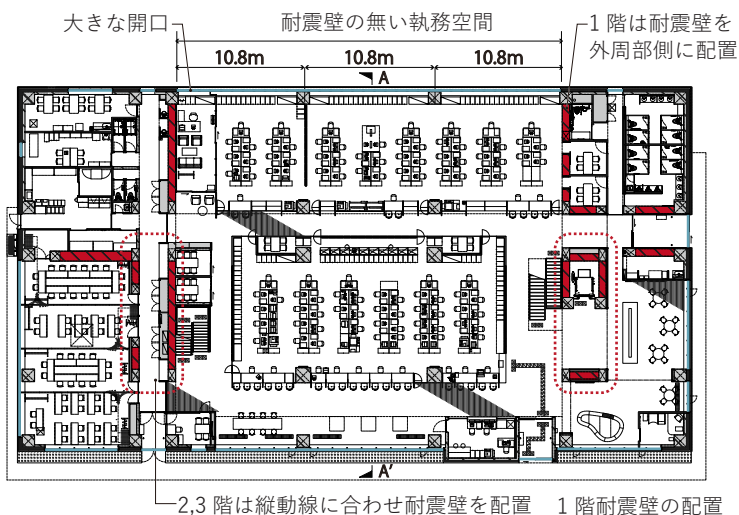 大きな開口
耐震壁の無い執務空間
1 階は耐震壁を
外周部側に配置
10.8m
10.8m
10.8m
A
A'
2,3 階は縦動線に合わせ耐震壁を配置
1 階耐震壁の配置